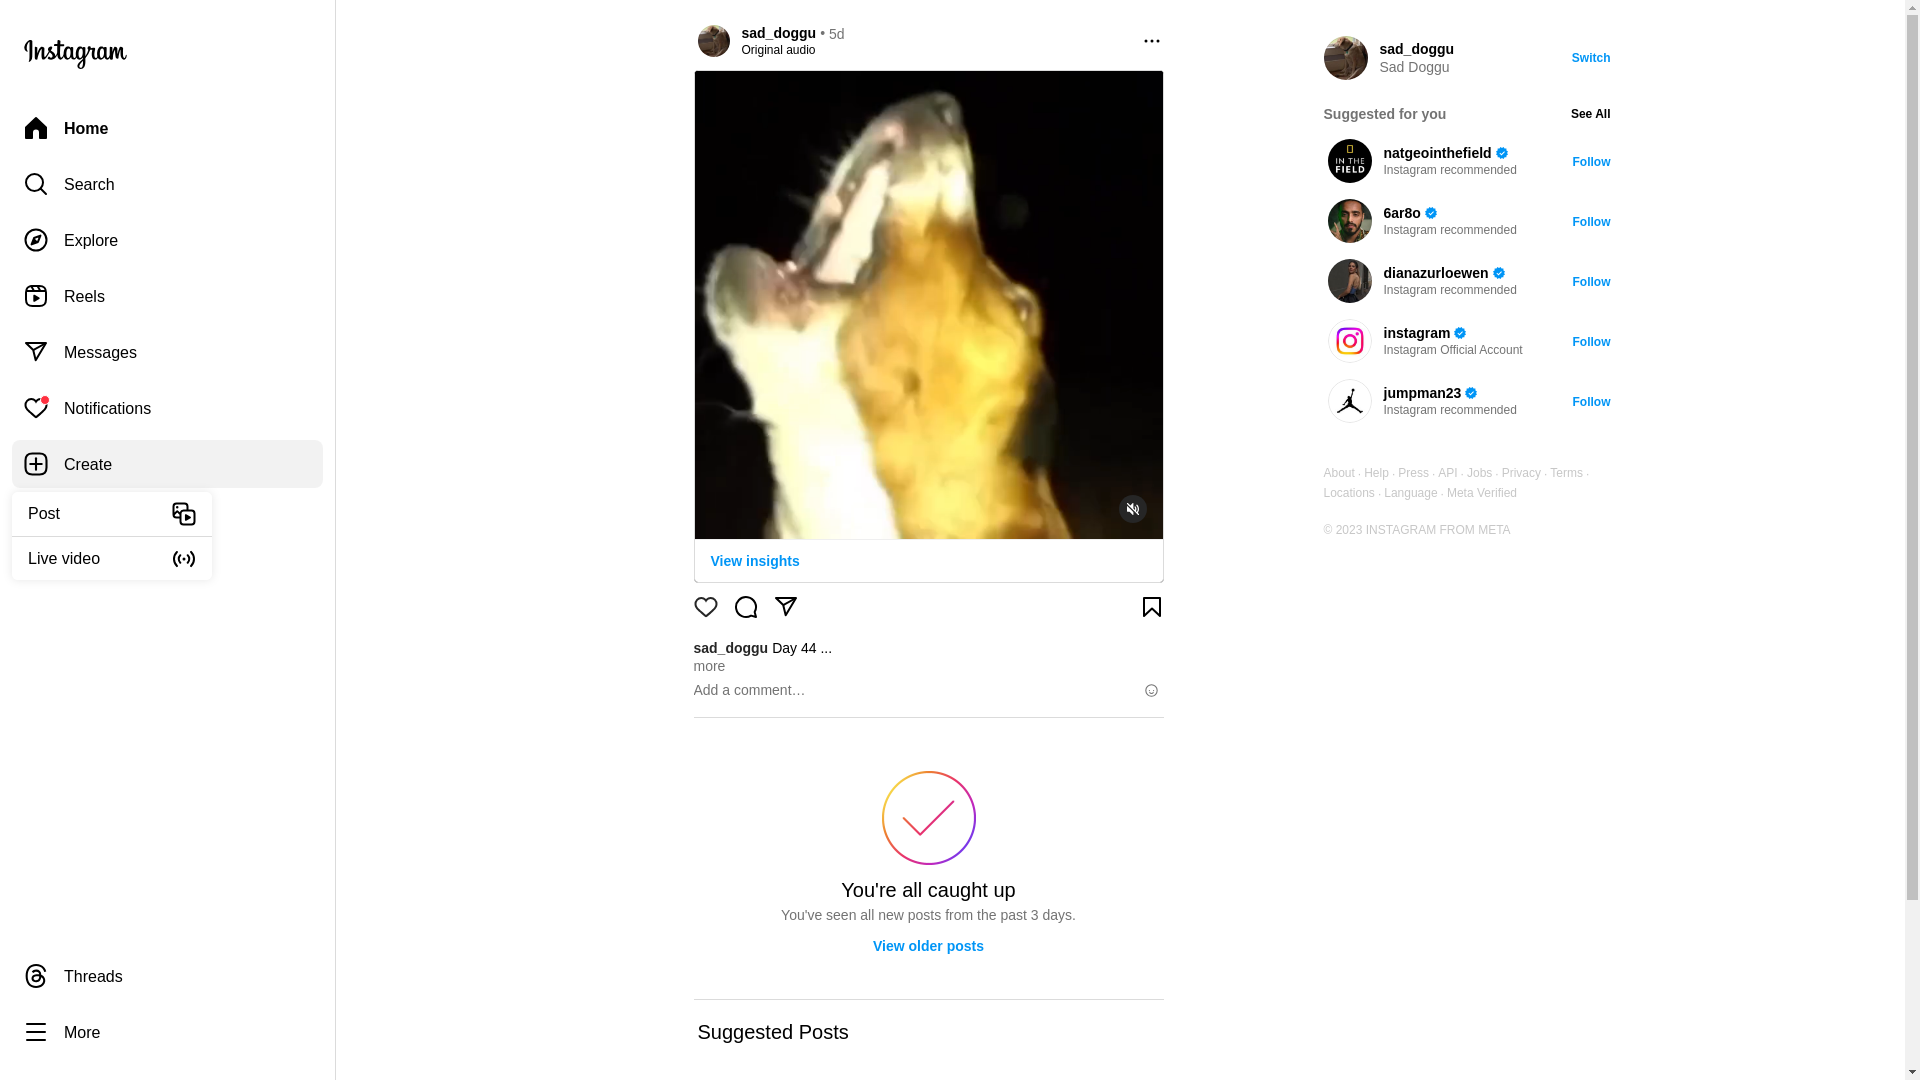 Instagram
Home
Search
Explore
Reels
Messages
Notifications
Create
Post
Live video
Threads
More
sad_doggu • 5d
Original audio
View insights
sad_doggu Day 44 ...
more
Add a comment…
You're all caught up
You've seen all new posts from the past 3 days.
View older posts
Suggested Posts
sad_doggu
Sad Doggu
Switch
Suggested for you
See All
IN THE
FIELD
natgeointhefield
Instagram recommended
Follow
6ar8o
Instagram recommended
Follow
dianazurloewen
Instagram recommended
Follow
instagram
Instagram Official Account
Follow
jumpman23
Instagram recommended
Follow
About · Help · Press · API · Jobs · Privacy · Terms ·
Locations · Language · Meta Verified
© 2023 INSTAGRAM FROM META